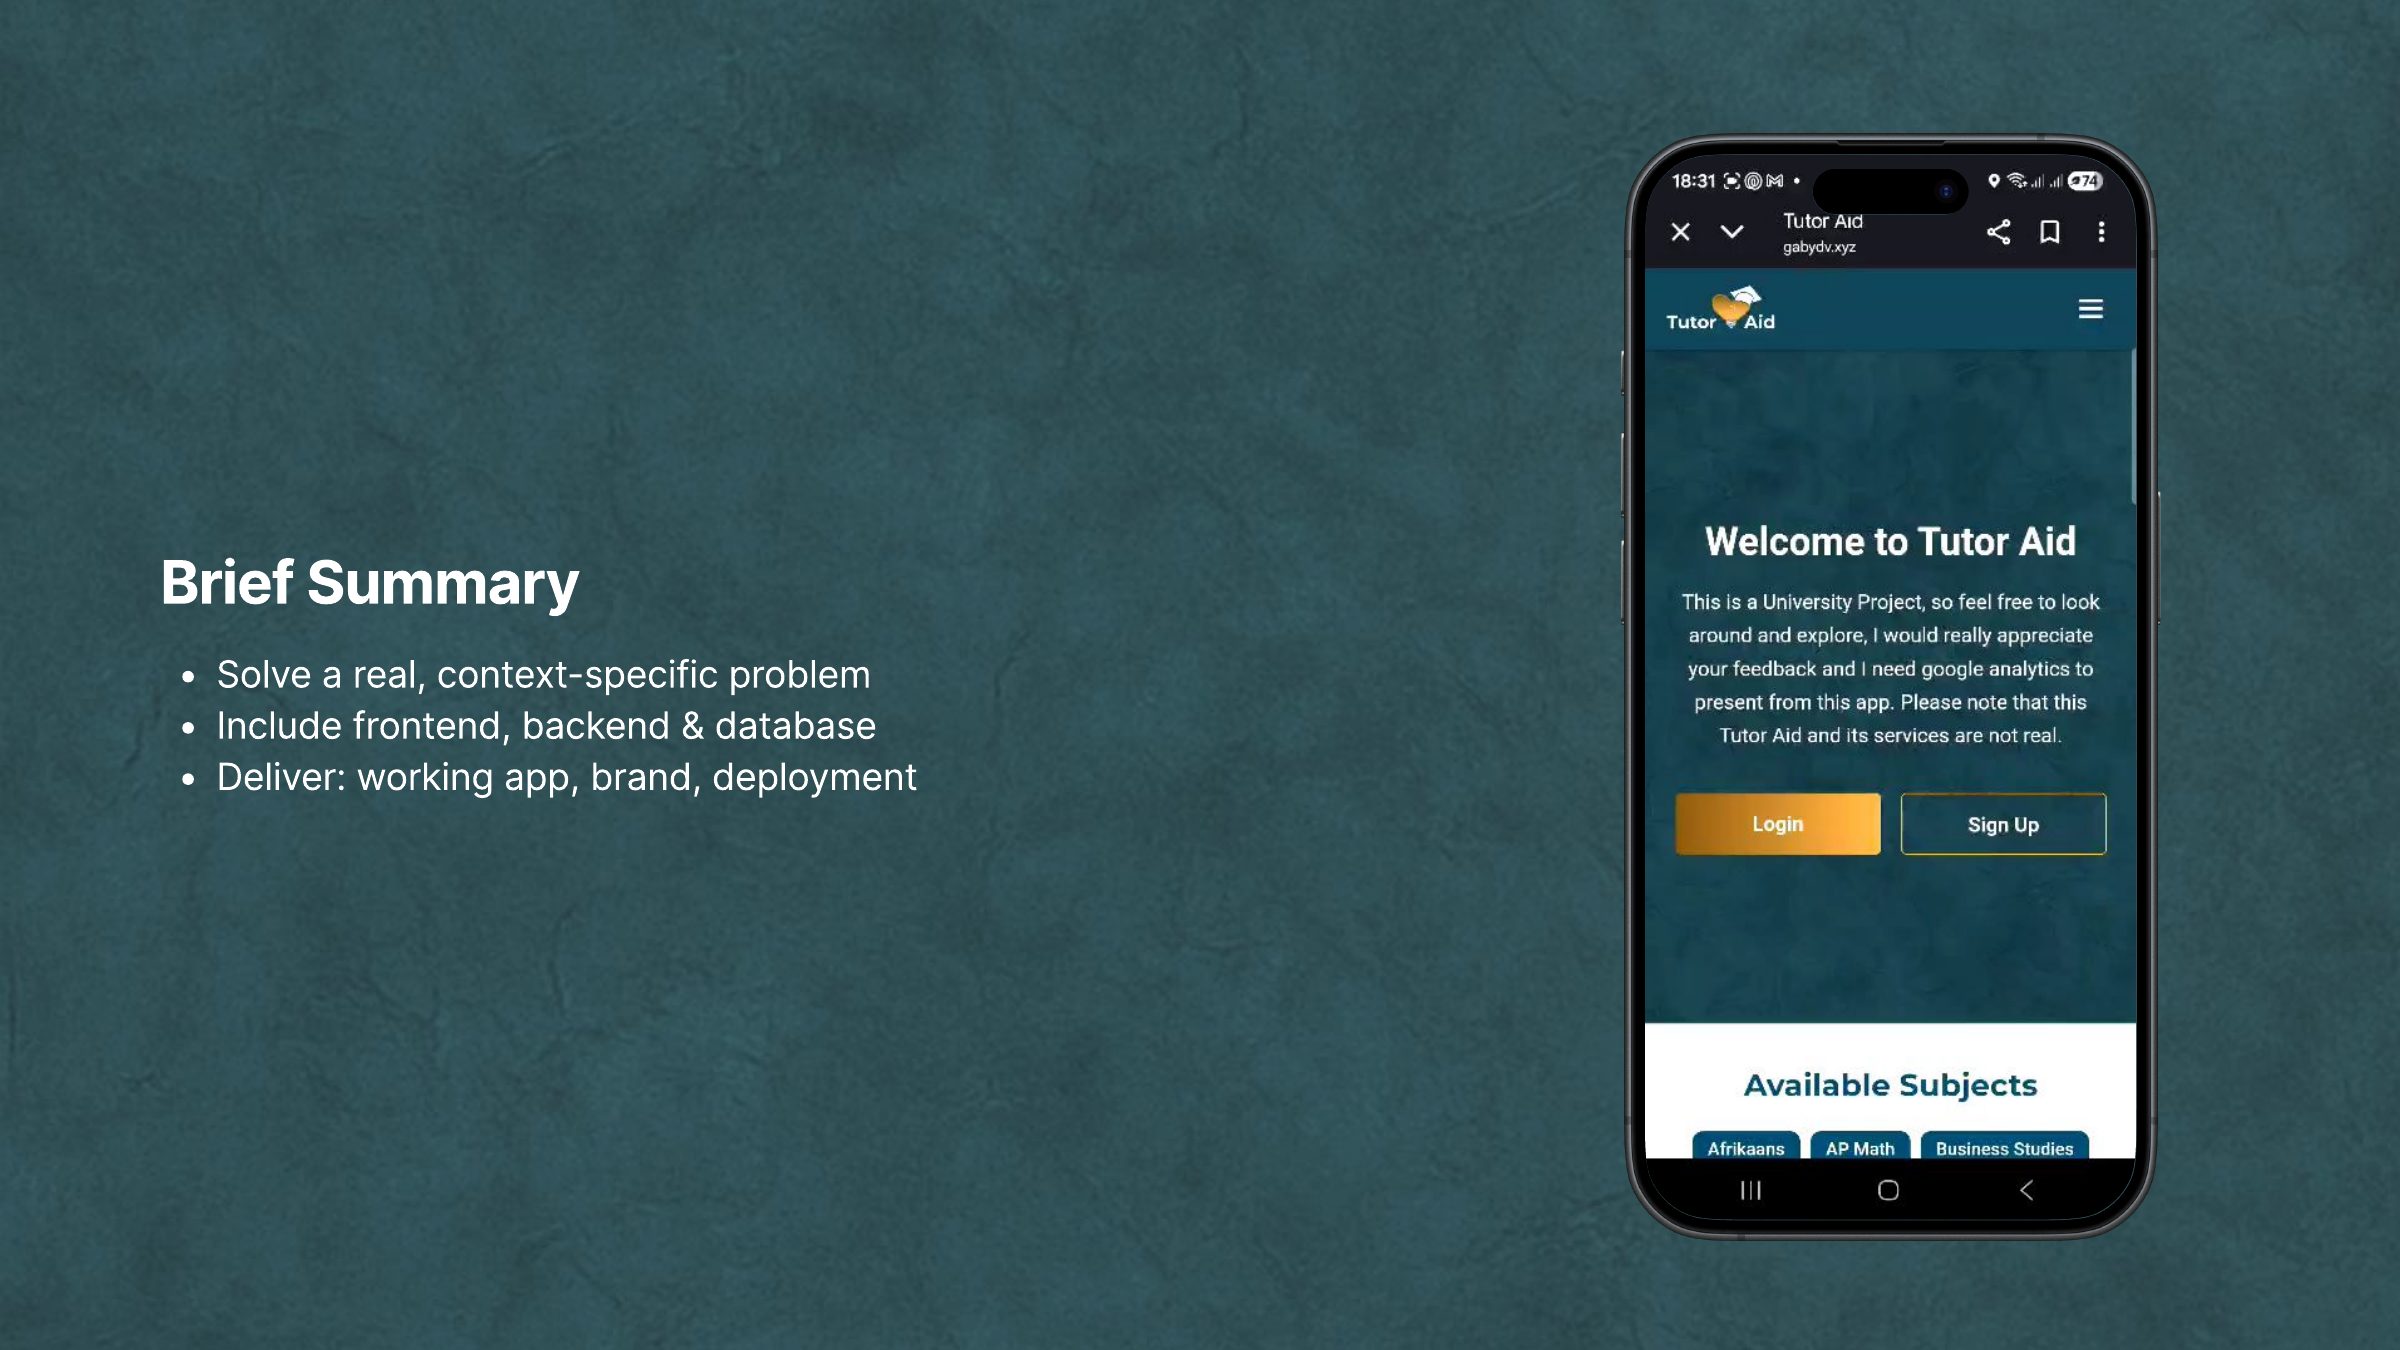 Brief Summary
• Solve a real, context-specific problem
• Include frontend, backend & database
• Deliver: working app, brand, deployment
18:31
74
Tutor Aid
gabydv.xyz
Tutor Aid
Welcome to Tutor Aid
This is a University Project, so feel free to look
around and explore, I would really appreciate
your feedback and I need google analytics to
present from this app. Please note that this
Tutor Aid and its services are not real.
Login
Sign Up
Available Subjects
Afrikaans
AP Math
Business Studies